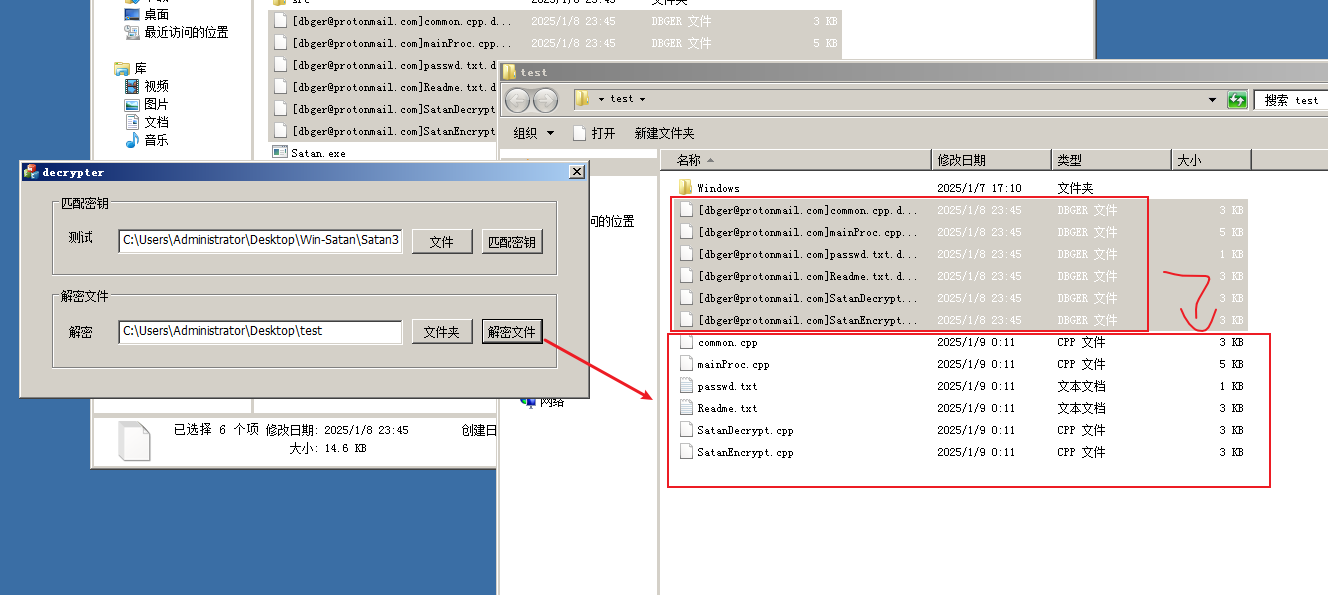 桌面
最近访问的位置
库
视频
图片
文档
音乐
[dbger@protonmail.com]common.cpp.d... 2025/1/8 23:45 DBGER 文件 3 KB
[dbger@protonmail.com]mainProc.cpp... 2025/1/8 23:45 DBGER 文件 5 KB
[dbger@protonmail.com]passwd.txt.d
[dbger@protonmail.com]Readme.txt.d
[dbger@protonmail.com]SatanDecrypt
[dbger@protonmail.com]SatanEncrypt
Satan.exe
decrypter
匹配密钥
测试 C:\Users\Administrator\Desktop\Win-Satan\Satan3 文件 匹配密钥
解密文件
解密 C:\Users\Administrator\Desktop\test 文件夹 解密文件
已选择 6 个项 修改日期: 2025/1/8 23:45 创建日
大小: 14.6 KB
test
test 搜索 test
组织 打开 新建文件夹
问的位置
网络
名称 修改日期 类型 大小
Windows 2025/1/7 17:10 文件夹
[dbger@protonmail.com]common.cpp.d... 2025/1/8 23:45 DBGER 文件 3 KB
[dbger@protonmail.com]mainProc.cpp... 2025/1/8 23:45 DBGER 文件 5 KB
[dbger@protonmail.com]passwd.txt.d... 2025/1/8 23:45 DBGER 文件 1 KB
[dbger@protonmail.com]Readme.txt.d... 2025/1/8 23:45 DBGER 文件 3 KB
[dbger@protonmail.com]SatanDecrypt... 2025/1/8 23:45 DBGER 文件 3 KB
[dbger@protonmail.com]SatanEncrypt... 2025/1/8 23:45 DBGER 文件 3 KB
common.cpp 2025/1/9 0:11 CPP 文件 3 KB
mainProc.cpp 2025/1/9 0:11 CPP 文件 5 KB
passwd.txt 2025/1/9 0:11 文本文档 1 KB
Readme.txt 2025/1/9 0:11 文本文档 3 KB
SatanDecrypt.cpp 2025/1/9 0:11 CPP 文件 3 KB
SatanEncrypt.cpp 2025/1/9 0:11 CPP 文件 3 KB